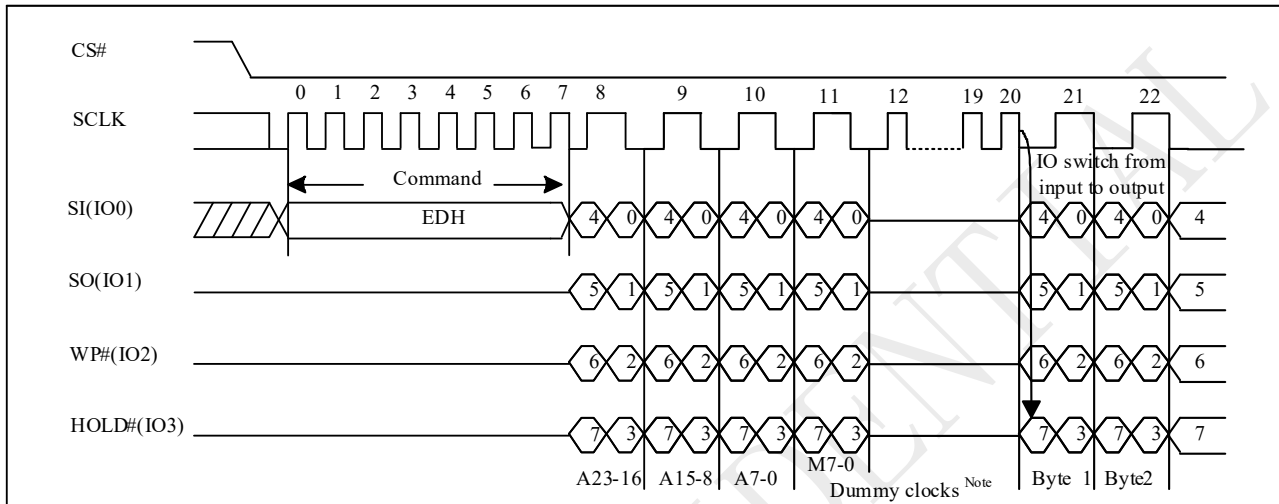 CS#
0 1 2 3 4 5 6 7 8 9 10 11 12 19 20 21 22
SCLK
IO switch from
input to output
Command
SI(IO0) EDH 4 0 4 0 4 0 4 0 4 0 4 0 4
SO(IO1) 5 1 5 1 5 1 5 1 5 1 5 1 5
WP#(IO2) 6 2 6 2 6 2 6 2 6 2 6 2 6
HOLD#(IO3) 7 3 7 3 7 3 7 3 7 3 7 3 7
A23-16 A15-8 A7-0 M7-0 Dummy clocks Note Byte 1 Byte2